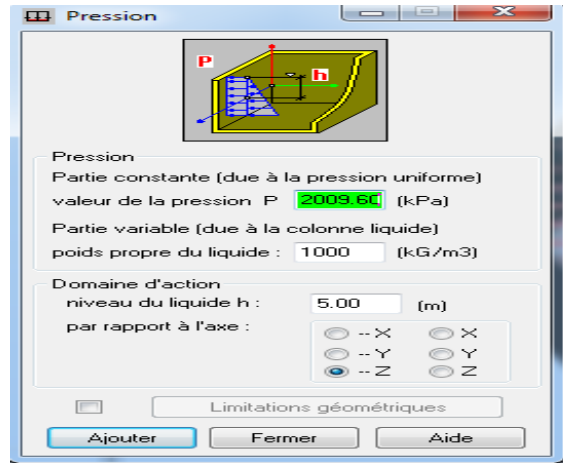 Pression
P
h
Pression
Partie constante (due à la pression uniforme)
valeur de la pression P 2009.60 (kPa)
Partie variable (due à la colonne liquide)
poids propre du liquide : 1000 (kG/m3)
Domaine d'action
niveau du liquide h : 5.00 (m)
par rapport à l'axe :
-- X X
-- Y Y
-- Z Z
Limitations géométriques
Ajouter Fermer Aide